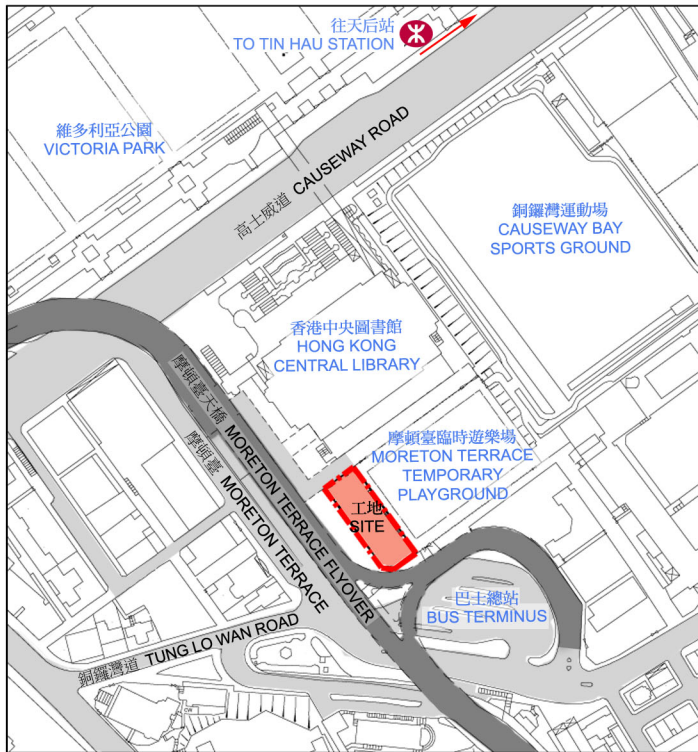 往天后站
TO TIN HAU STATION
維多利亞公園
VICTORIA PARK
高士威道 CAUSEWAY ROAD
銅鑼灣運動場
CAUSEWAY BAY
SPORTS GROUND
香港中央圖書館
HONG KONG
CENTRAL LIBRARY
摩頓臺天橋 MORETON TERRACE FLYOVER
摩頓臺 MORETON TERRACE
摩頓臺臨時遊樂場
MORETON TERRACE
TEMPORARY
PLAYGROUND
工地
SITE
巴士總站
BUS TERMINUS
銅鑼灣道 TUNG LO WAN ROAD
CW